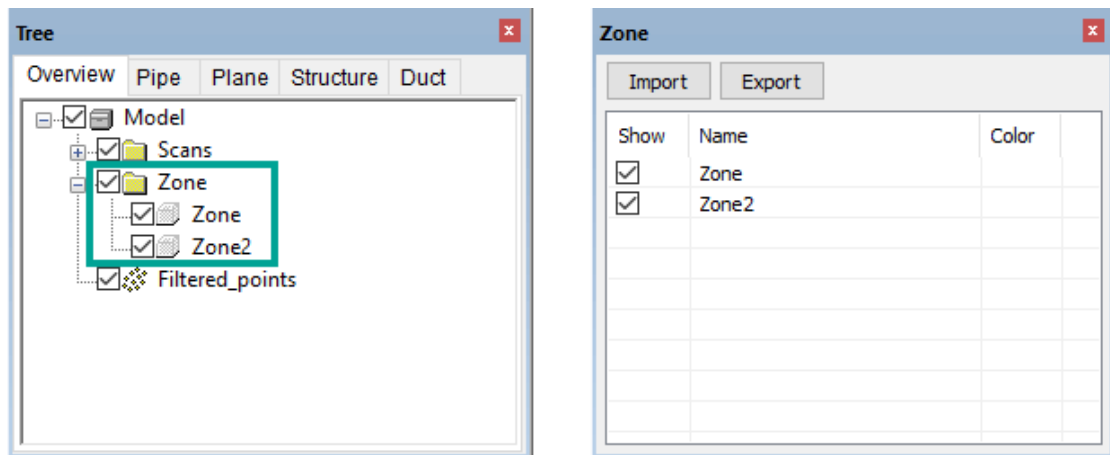 Tree
Overview Pipe Plane Structure Duct
Model
Scans
Zone
Zone
Zone2
Filtered_points
Zone
Import Export
Show Name Color
Zone
Zone2